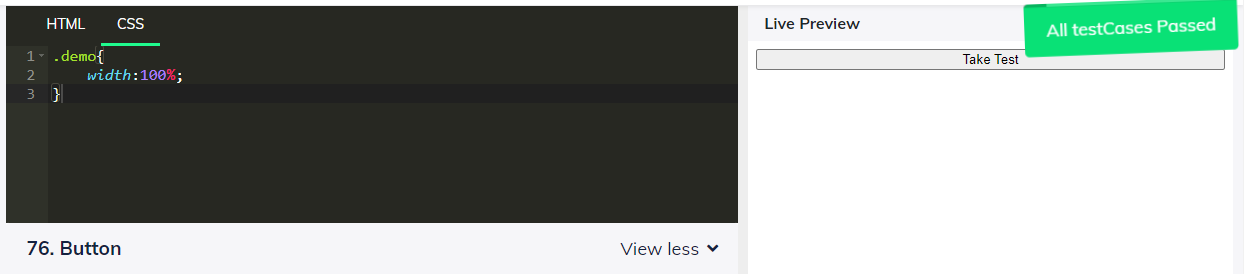 HTML CSS
1 .demo{
2 width:100%;
3 }
76. Button
View less
Live Preview
All testCases Passed
Take Test